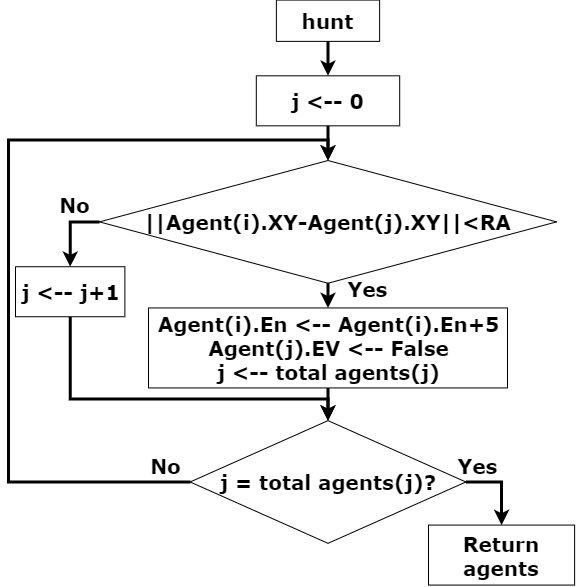 hunt
j <-- 0
||Agent(i).XY-Agent(j).XY||<RA
No
j <-- j+1
Yes
Agent(i).En <-- Agent(i).En+5
Agent(j).EV <-- False
j <-- total agents(j)
No
j = total agents(j)?
Yes
Return
agents